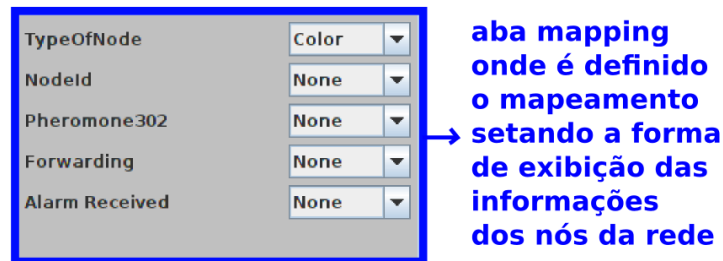 TypeOfNode Color
NodeId None
Pheromone302 None
Forwarding None
Alarm Received None
aba mapping
onde é definido
o mapeamento
setando a forma
de exibição das
informações
dos nós da rede